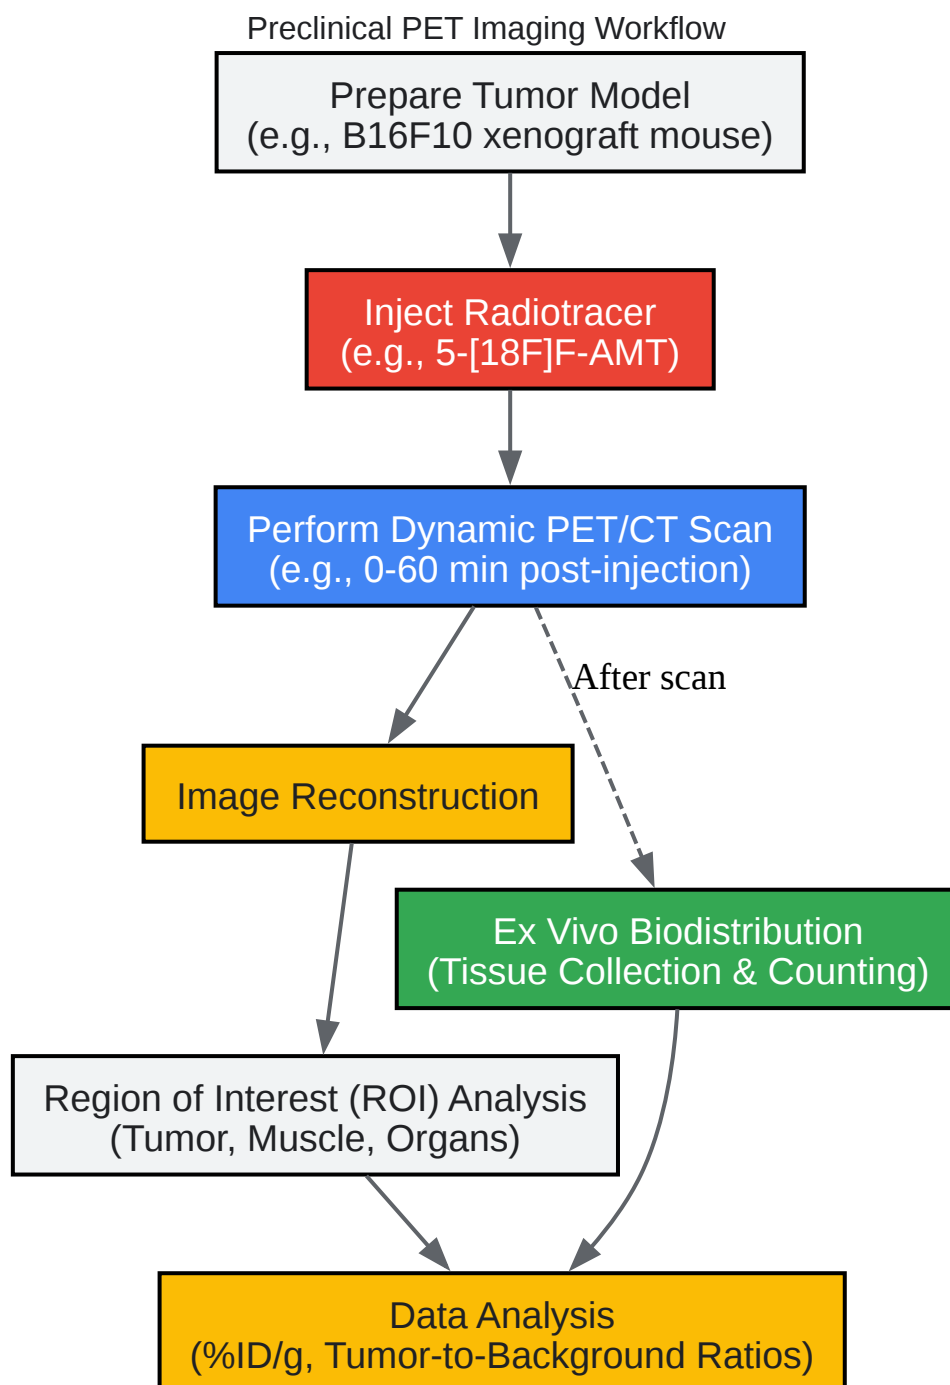 Preclinical PET Imaging Workflow
Prepare Tumor Model
(e.g., B16F10 xenograft mouse)
Inject Radiotracer
(e.g., 5-[18F]F-AMT)
Perform Dynamic PET/CT Scan
(e.g., 0-60 min post-injection)
After scan
Image Reconstruction
Ex Vivo Biodistribution
(Tissue Collection & Counting)
Region of Interest (ROI) Analysis
(Tumor, Muscle, Organs)
Data Analysis
(%ID/g, Tumor-to-Background Ratios)